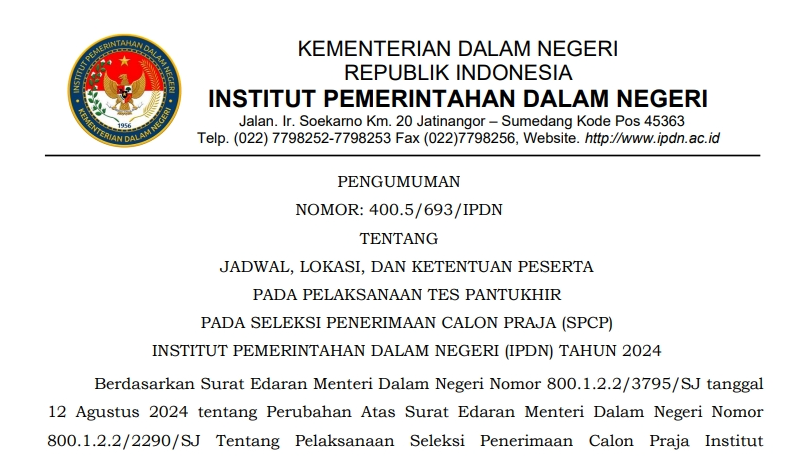 INSTITUT PEMERINTAHAN DALAM NEGERI
1956
KEMENTERIAN DALAM NEGERI
KEMENTERIAN DALAM NEGERI
REPUBLIK INDONESIA
INSTITUT PEMERINTAHAN DALAM NEGERI
Jalan. Ir. Soekarno Km. 20 Jatinangor – Sumedang Kode Pos 45363
Telp. (022) 7798252-7798253 Fax (022)7798256, Website. http://www.ipdn.ac.id
PENGUMUMAN
NOMOR: 400.5/693/IPDN
TENTANG
JADWAL, LOKASI, DAN KETENTUAN PESERTA
PADA PELAKSANAAN TES PANTUKHIR
PADA SELEKSI PENERIMAAN CALON PRAJA (SPCP)
INSTITUT PEMERINTAHAN DALAM NEGERI (IPDN) TAHUN 2024
Berdasarkan Surat Edaran Menteri Dalam Negeri Nomor 800.1.2.2/3795/SJ tanggal
12 Agustus 2024 tentang Perubahan Atas Surat Edaran Menteri Dalam Negeri Nomor
800.1.2.2/2290/SJ Tentang Pelaksanaan Seleksi Penerimaan Calon Praja Institut